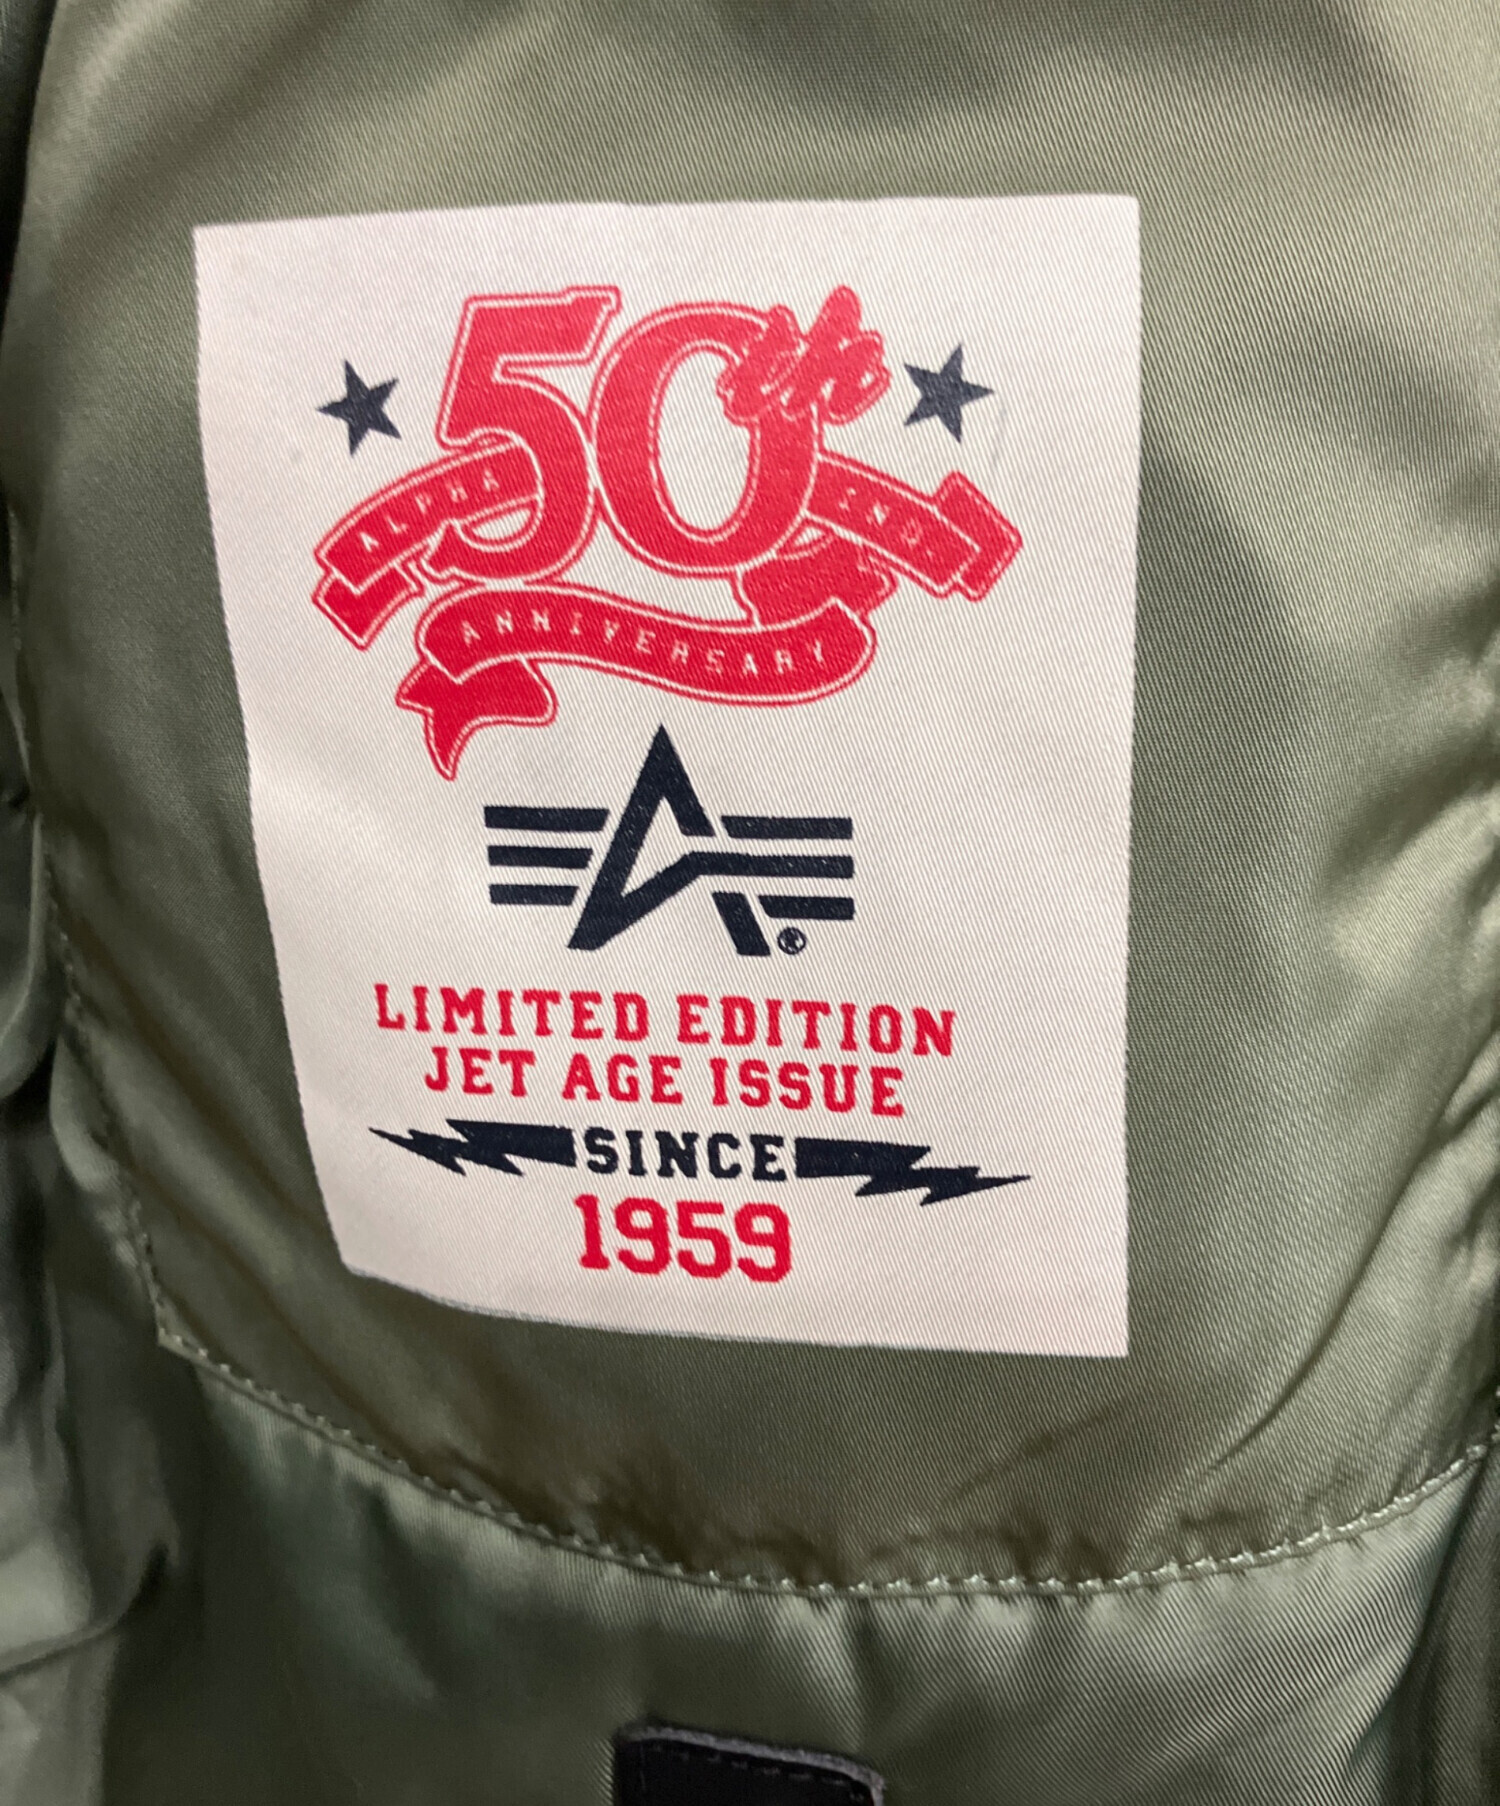 50th
ALPHA IND.
ANNIVERSARY
®
LIMITED EDITION
JET AGE ISSUE
SINCE
1959